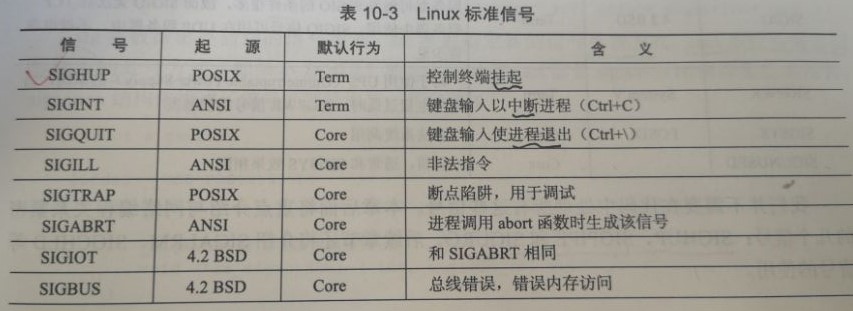 表 10-3 Linux 标准信号
信 号 起 源 默认行为 含 义
SIGHUP POSIX Term 控制终端挂起
SIGINT ANSI Term 键盘输入以中断进程（Ctrl+C）
SIGQUIT POSIX Core 键盘输入使进程退出（Ctrl+\）
SIGILL ANSI Core 非法指令
SIGTRAP POSIX Core 断点陷阱，用于调试
SIGABRT ANSI Core 进程调用 abort 函数时生成该信号
SIGIOT 4.2 BSD Core 和 SIGABRT 相同
SIGBUS 4.2 BSD Core 总线错误，错误内存访问